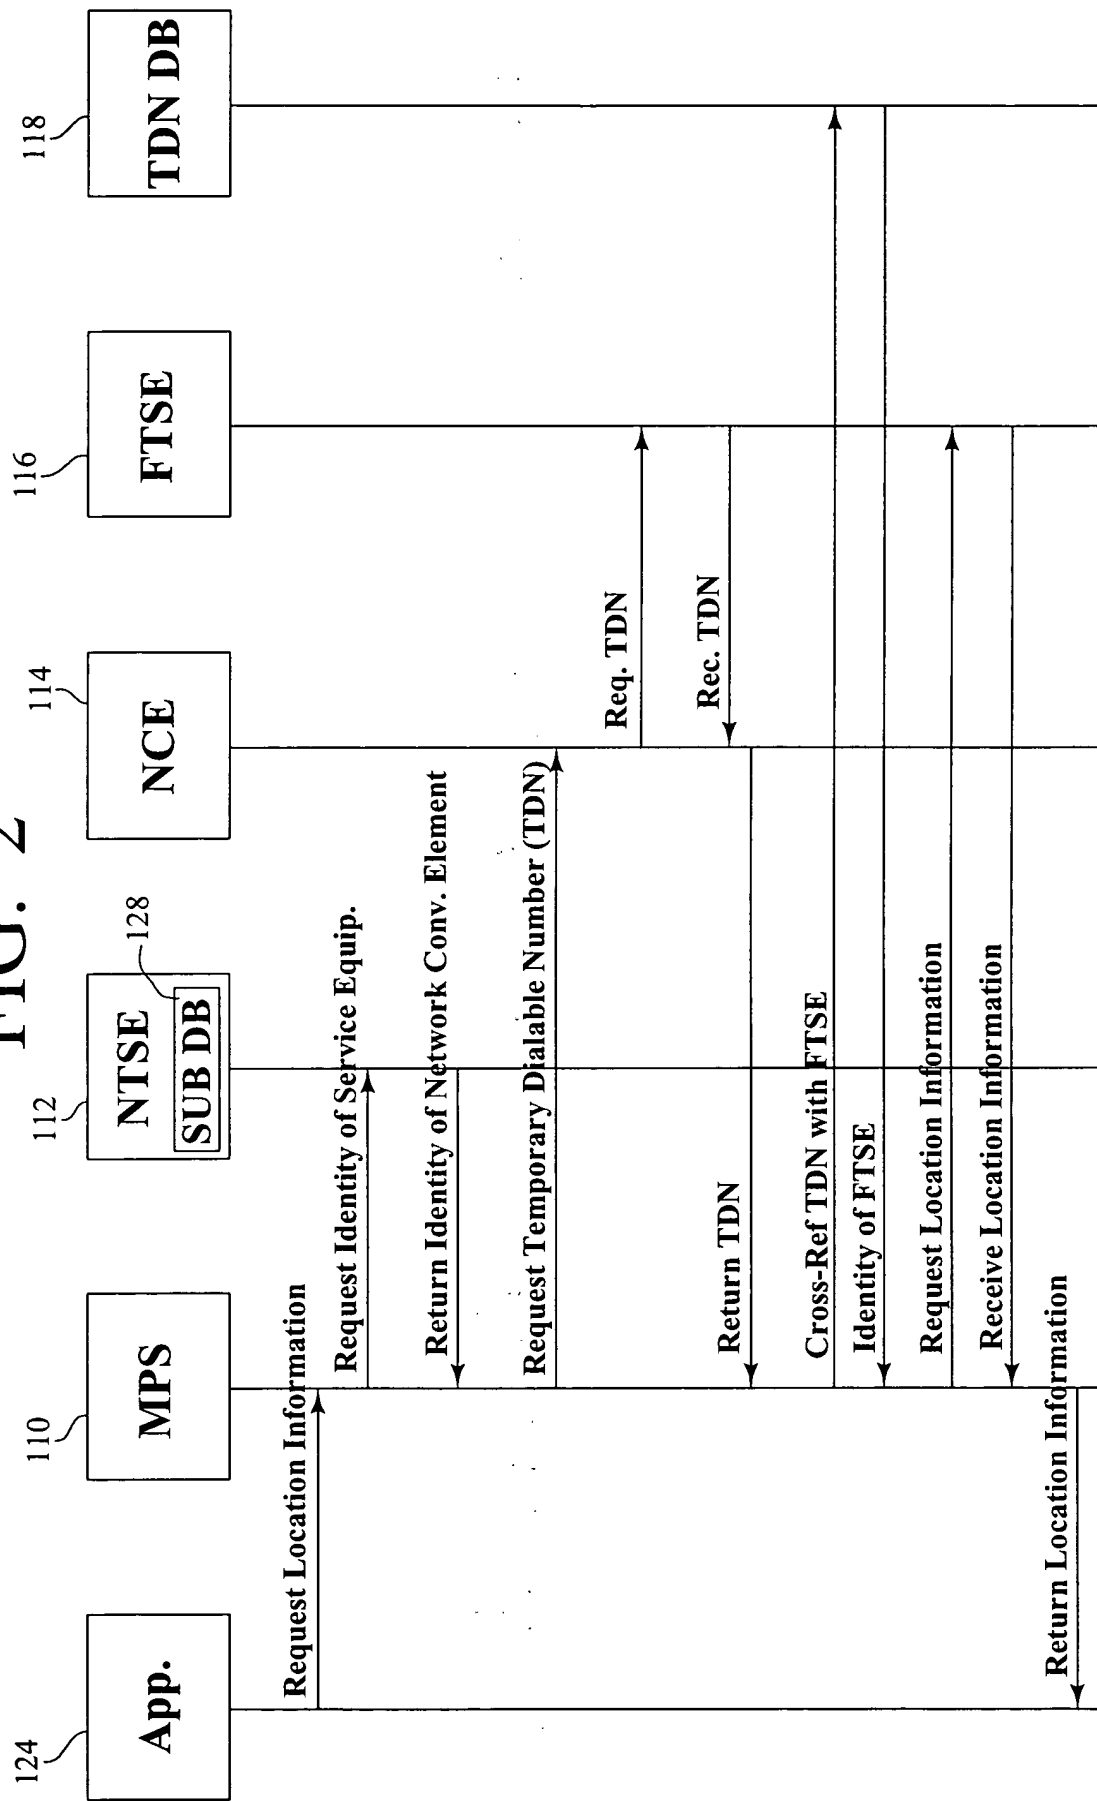 FIG. 2
124
110
112
114
116
118
App.
MPS
NTSE
128
SUB DB
NCE
FTSE
TDN DB
Request Location Information
Request Identity of Service Equip.
Return Identity of Network Conv. Element
Request Temporary Dialable Number (TDN)
Req. TDN
Rec. TDN
Return TDN
Cross-Ref TDN with FTSE
Identity of FTSE
Request Location Information
Receive Location Information
Return Location Information